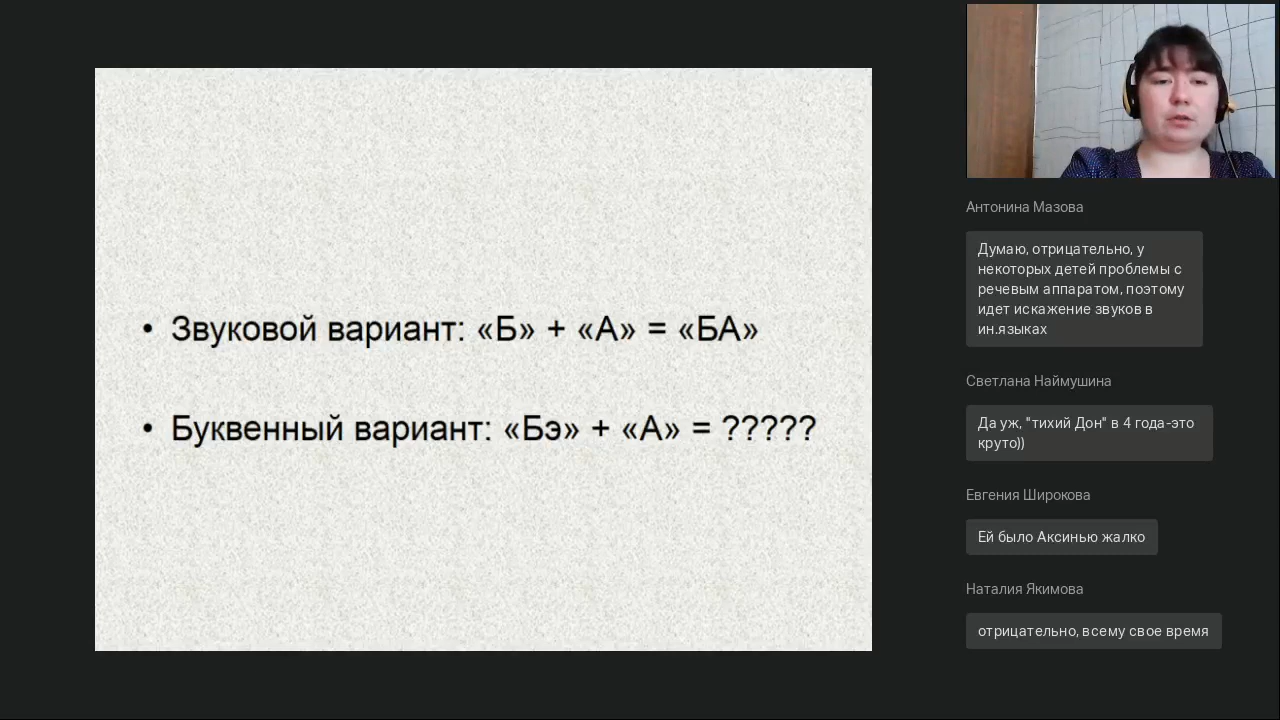 • Звуковой вариант: «Б» + «А» = «БА»
• Буквенный вариант: «Бэ» + «А» = ?????
Антонина Мазова
Думаю, отрицательно, у
некоторых детей проблемы с
речевым аппаратом, поэтому
идет искажение звуков в
ин.языках
Светлана Наймушина
Да уж, "тихий Дон" в 4 года-это
круто))
Евгения Широкова
Ей было Аксинью жалко
Наталия Якимова
отрицательно, всему свое время